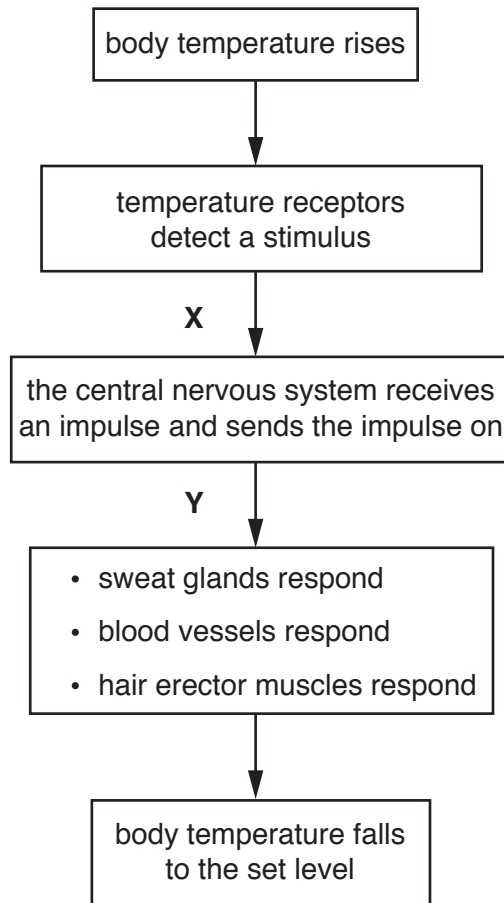 body temperature rises
temperature receptors
detect a stimulus
X
the central nervous system receives
an impulse and sends the impulse on
Y
• sweat glands respond
• blood vessels respond
• hair erector muscles respond
body temperature falls
to the set level